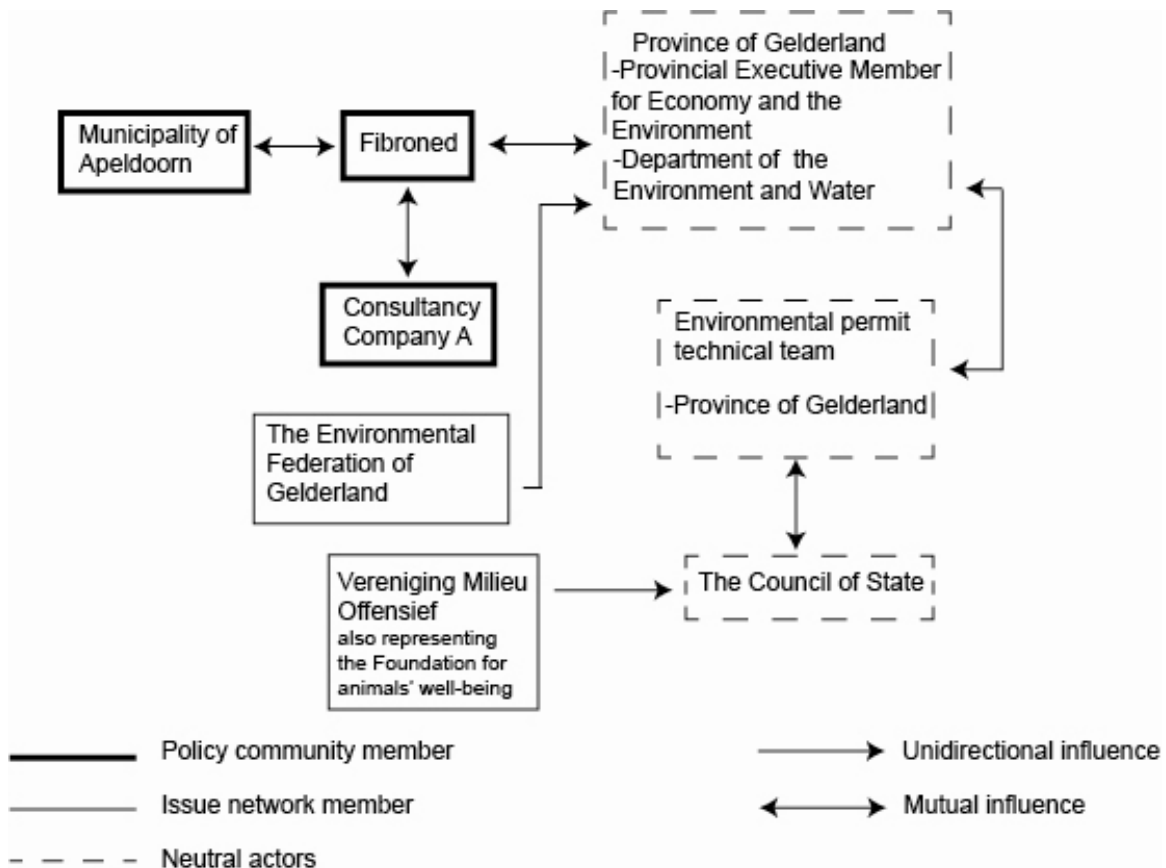 Province of Gelderland
-Provincial Executive Member
for Economy and the
Environment
-Department of the
Environment and Water
Municipality of
Apeldoorn
Fibroned
Consultancy
Company A
Environmental permit
technical team
-Province of Gelderland
The Environmental
Federation of
Gelderland
Vereniging Milieu
Offensief
also representing
the Foundation for
animals' well-being
The Council of State
Policy community member
Issue network member
Neutral actors
Unidirectional influence
Mutual influence